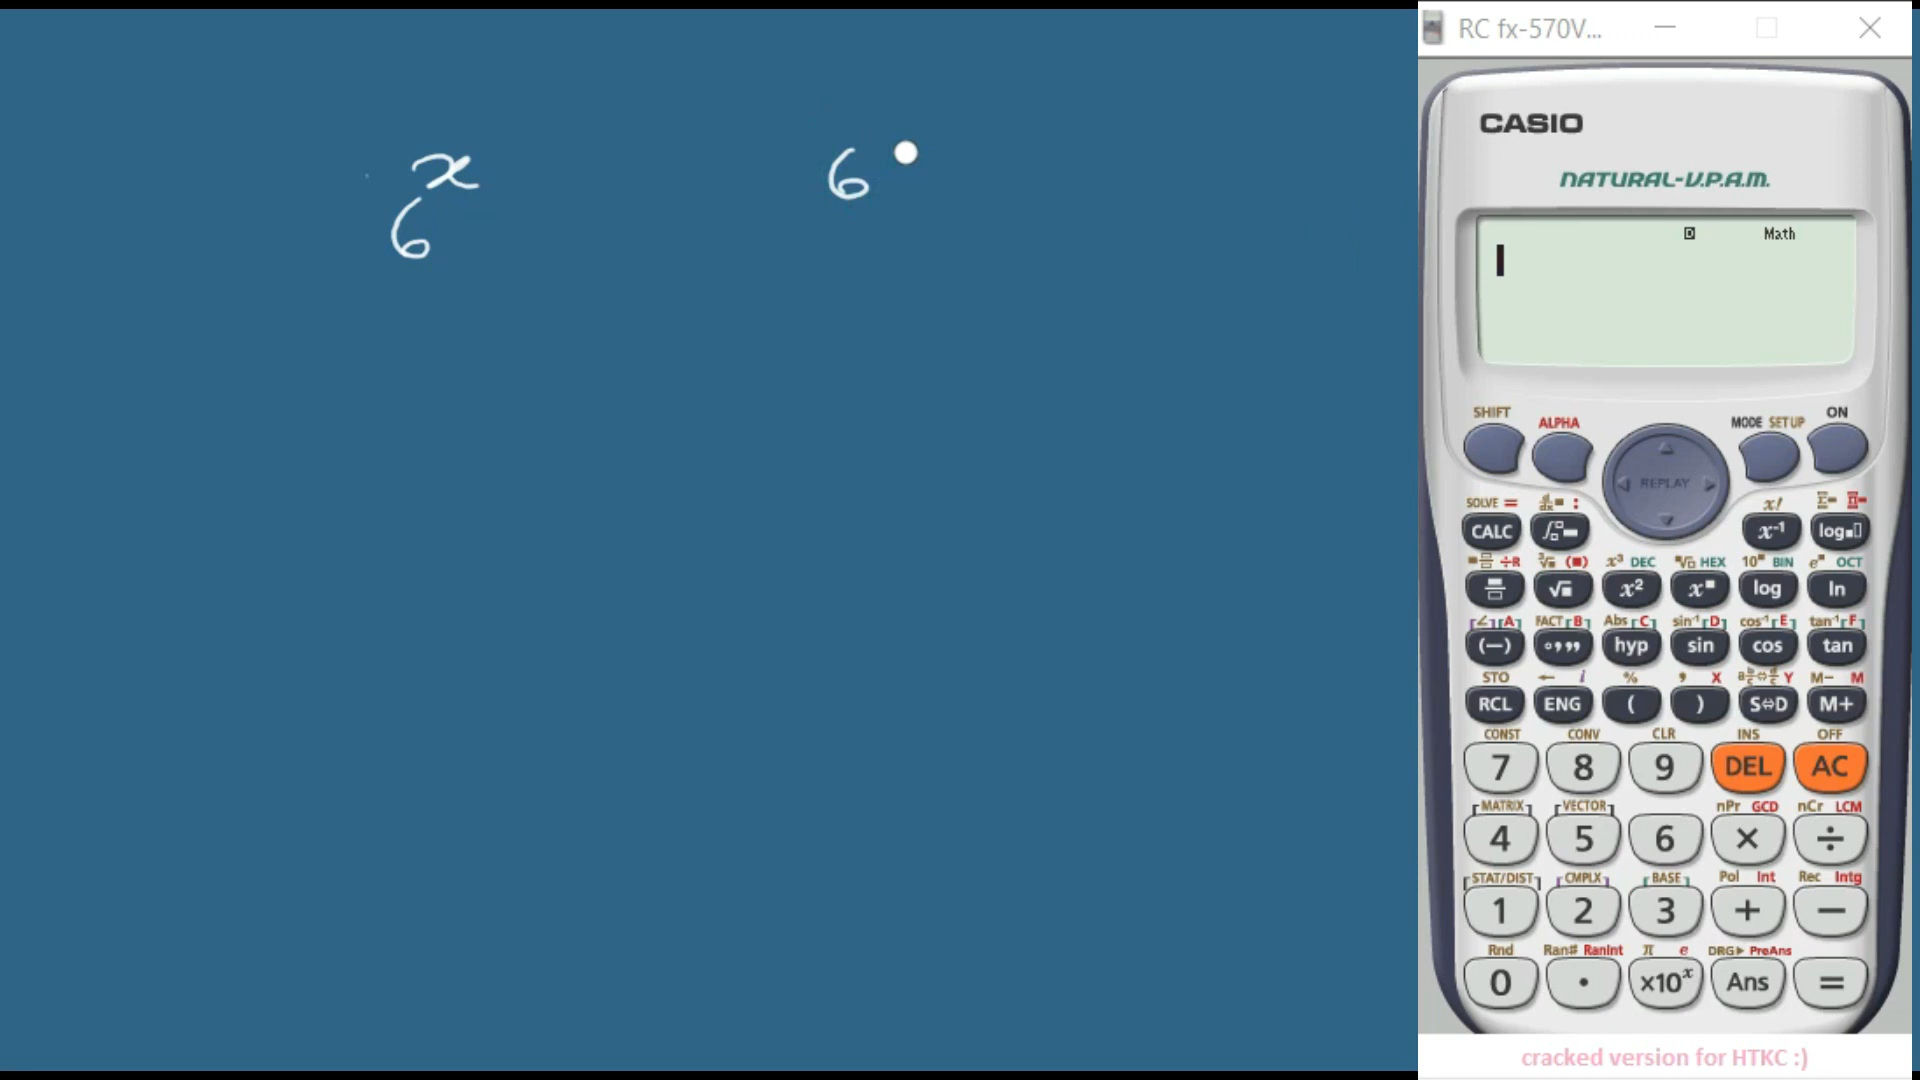 RC fx-570V...
6^x 6
CASIO
NATURAL-V.P.A.M.
D Math
SHIFT ALPHA MODE SETUP ON
REPLAY
SOLVE = d/dx : x! Σ Π
CALC ∫ x⁻¹ log
÷R ³√ x³ DEC √ HEX 10 BIN e OCT
√ x² x log ln
∠ A FACT B Abs C sin⁻¹ D cos⁻¹ E tan⁻¹ F
(−) °,,, hyp sin cos tan
STO ← i % , X Y M− M
RCL ENG ( ) S⇔D M+
CONST CONV CLR INS OFF
7 8 9 DEL AC
MATRIX VECTOR nPr GCD nCr LCM
4 5 6 × ÷
STAT/DIST CMPLX BASE Pol Int Rec Intg
1 2 3 + −
Rnd Ran# RanInt π e DRG▶ PreAns
0 . ×10ˣ Ans =
cracked version for HTKC :)